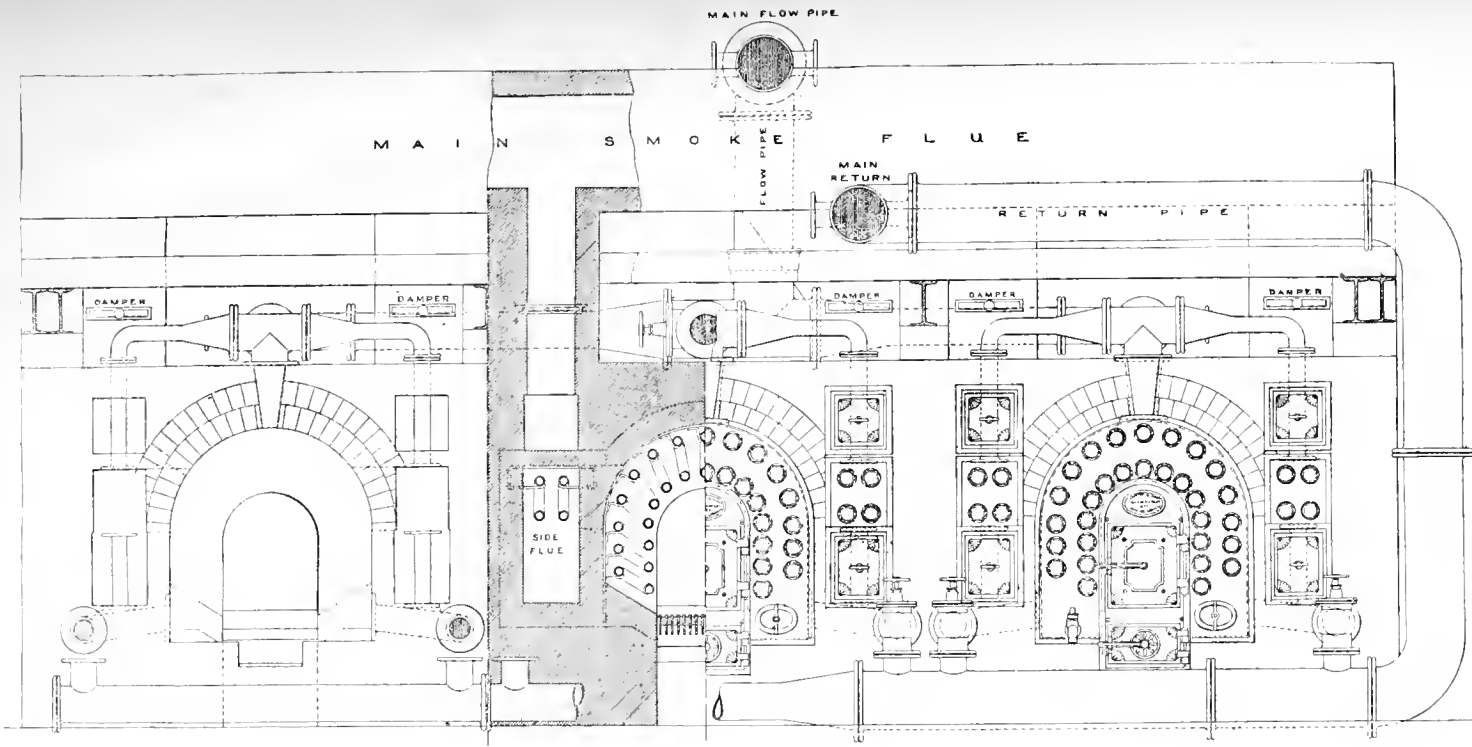 MAIN FLOW PIPE
MAIN SMOKE FLUE
FLOW PIPE
MAIN
RETURN
RETURN PIPE
DAMPER
DAMPER
DAMPER
DAMPER
DAMPER
SIDE
FLUE